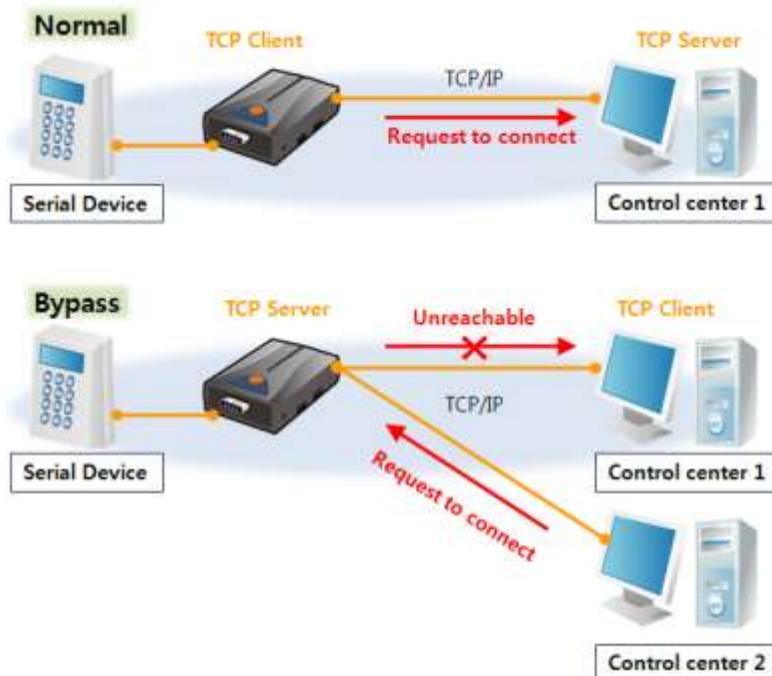 Normal
TCP Client
TCP Server
TCP/IP
Request to connect
Serial Device
Control center 1
Bypass
TCP Server
Unreachable
TCP Client
TCP/IP
Request to connect
Serial Device
Control center 1
Control center 2